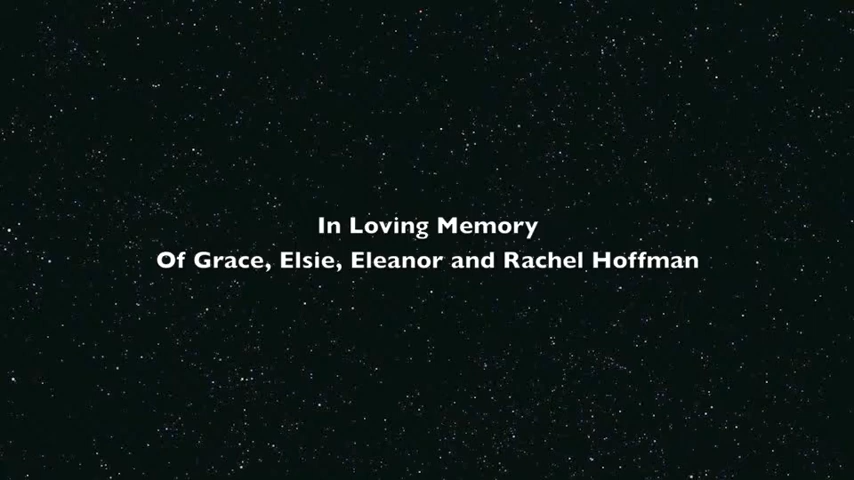 In Loving Memory
Of Grace, Elsie, Eleanor and Rachel Hoffman